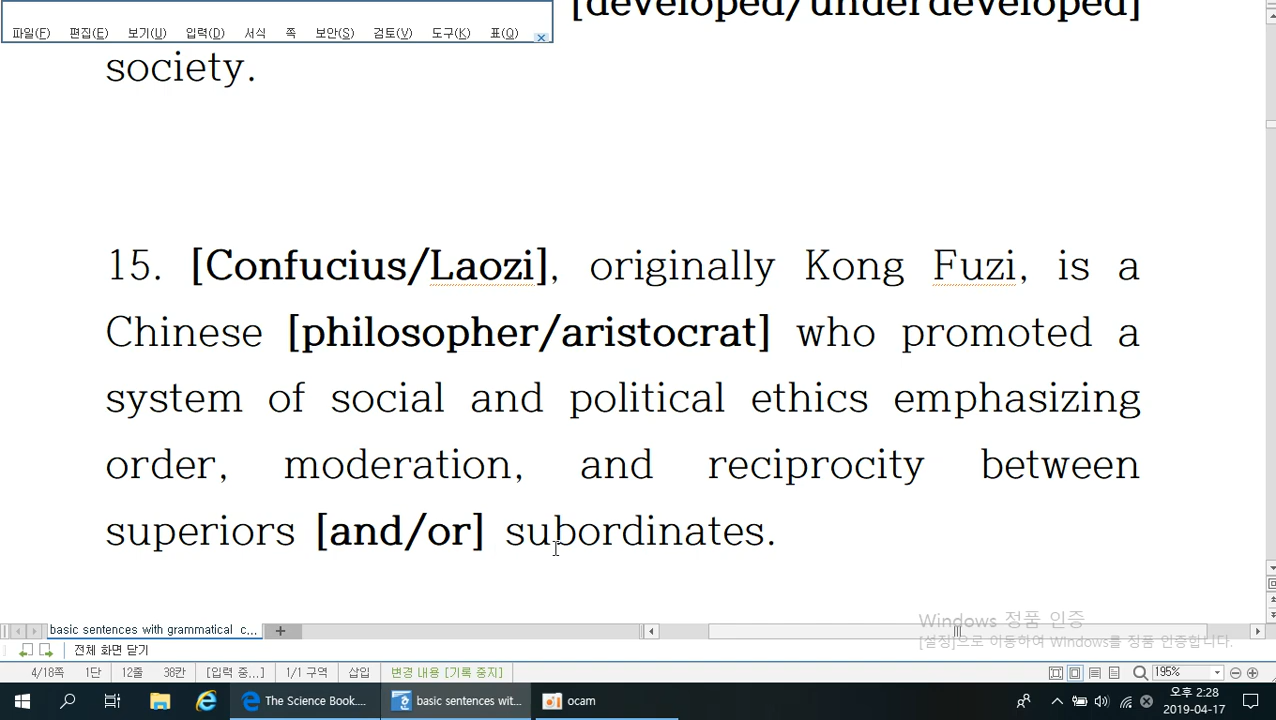 [developed/underdeveloped]
파일(F) 편집(E) 보기(U) 입력(D) 서식 쪽 보안(S) 검토(V) 도구(K) 표(Q)
society.
15. [Confucius/Laozi], originally Kong Fuzi, is a
Chinese [philosopher/aristocrat] who promoted a
system of social and political ethics emphasizing
order, moderation, and reciprocity between
superiors [and/or] subordinates.
Windows 정품 인증
[설정]으로 이동하여 Windows를 정품 인증합니다.
basic sentences with grammatical c...
전체 화면 닫기
4/18쪽 1단 12줄 38칸 [입력 중...] 1/1 구역 삽입 변경 내용 [기록 중지] 195%
The Science Book.... basic sentences wit... ocam 오후 2:28
2019-04-17